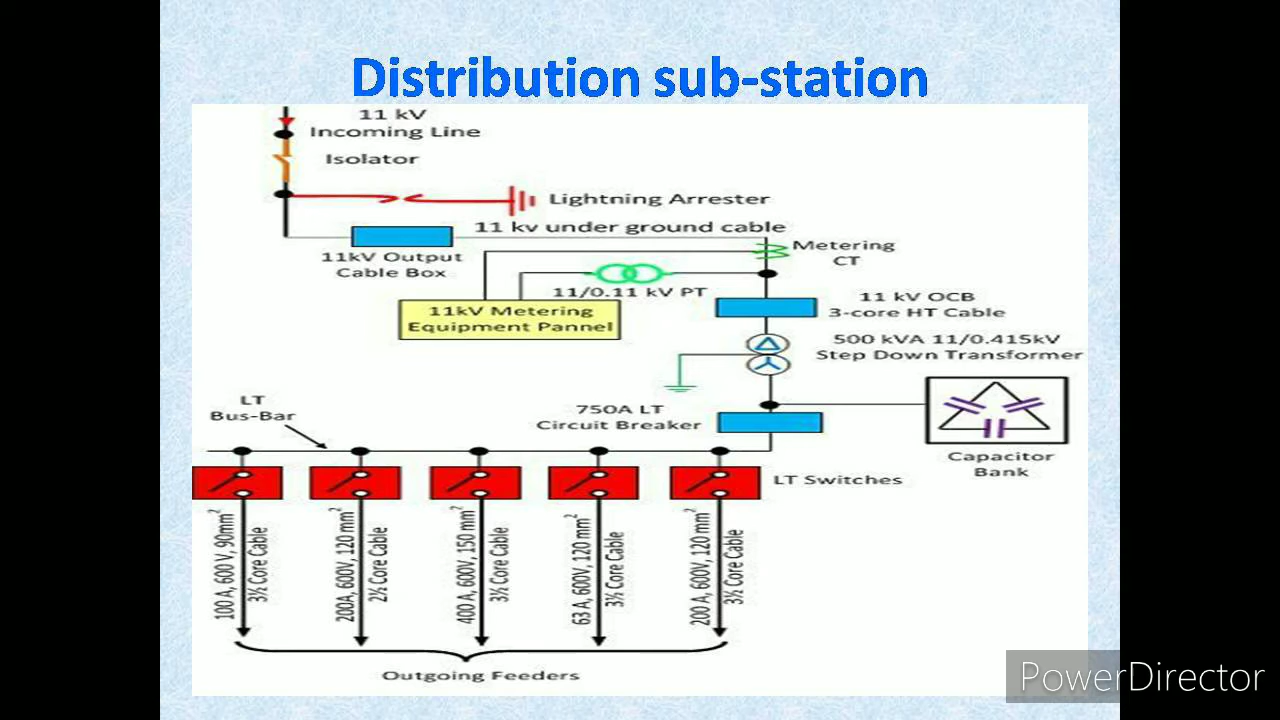 Distribution sub-station
11 kV
Incoming Line
Isolator
Lightning Arrester
11 kv under ground cable
Metering
CT
11kV Output
Cable Box
11/0.11 kV PT
11kV Metering
Equipment Pannel
11 kV OCB
3-core HT Cable
500 kVA 11/0.415kV
Step Down Transformer
LT
Bus-Bar
750A LT
Circuit Breaker
Capacitor
Bank
LT Switches
100 A, 600 V, 90mm²
3½ Core Cable
200A, 600V, 120 mm²
2½ Core Cable
400 A, 600V, 150 mm²
3½ Core Cable
63 A, 600V, 120 mm²
3½ Core Cable
200 A, 600V, 120 mm²
3½ Core Cable
Outgoing Feeders
PowerDirector